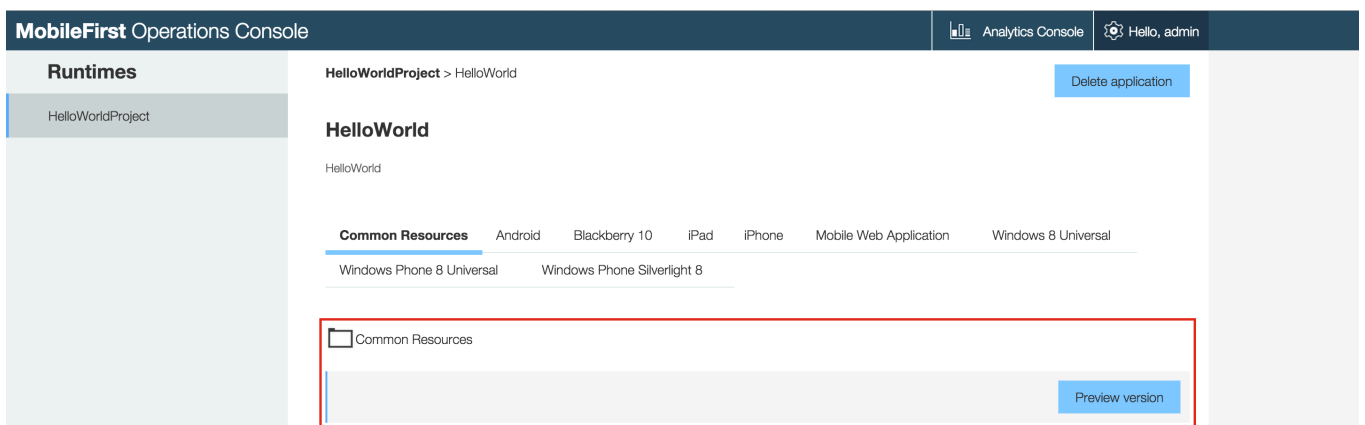 MobileFirst Operations Console
Analytics Console
Hello, admin
Runtimes
HelloWorldProject
HelloWorldProject > HelloWorld
Delete application
HelloWorld
HelloWorld
Common Resources Android Blackberry 10 iPad iPhone Mobile Web Application Windows 8 Universal
Windows Phone 8 Universal Windows Phone Silverlight 8
Common Resources
Preview version